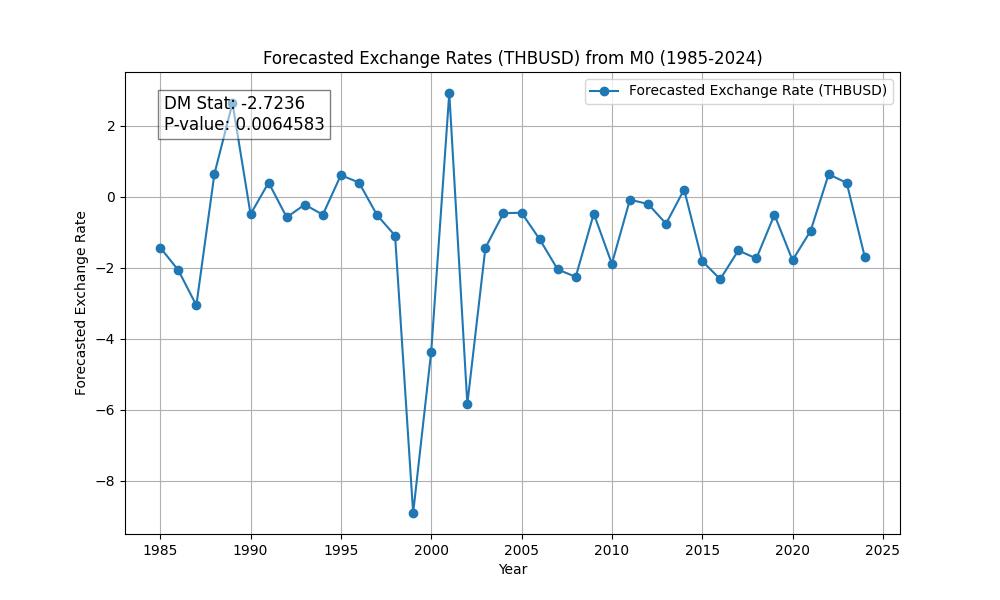 Forecasted Exchange Rates (THBUSD) from M0 (1985-2024)
DM Stat: -2.7236
P-value: 0.0064583
Forecasted Exchange Rate (THBUSD)
Forecasted Exchange Rate
2
0
−2
−4
−6
−8
1985 1990 1995 2000 2005 2010 2015 2020 2025
Year